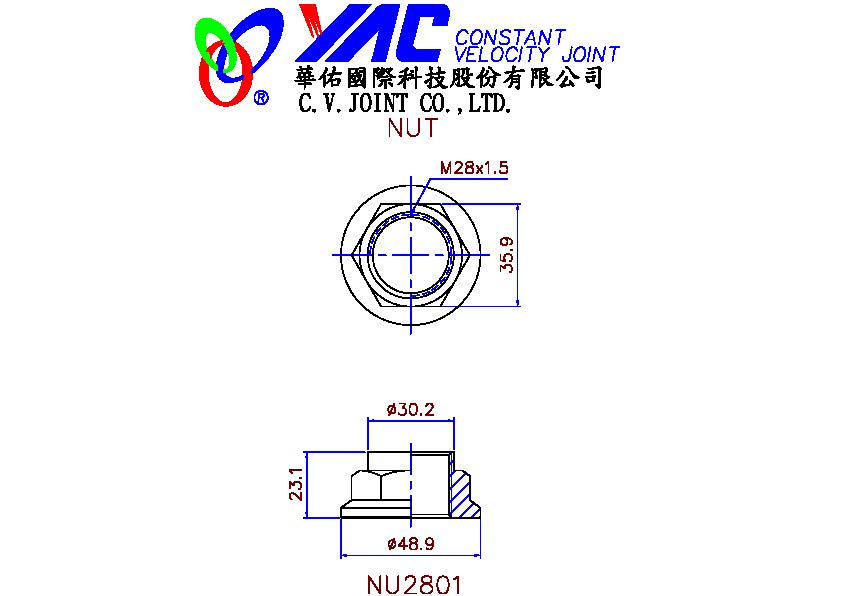 YAC CONSTANT
VELOCITY JOINT
®
華佑國際科技股份有限公司
C.V.JOINT CO.,LTD.
NUT
M28x1.5
35.9
ø30.2
23.1
ø48.9
NU2801